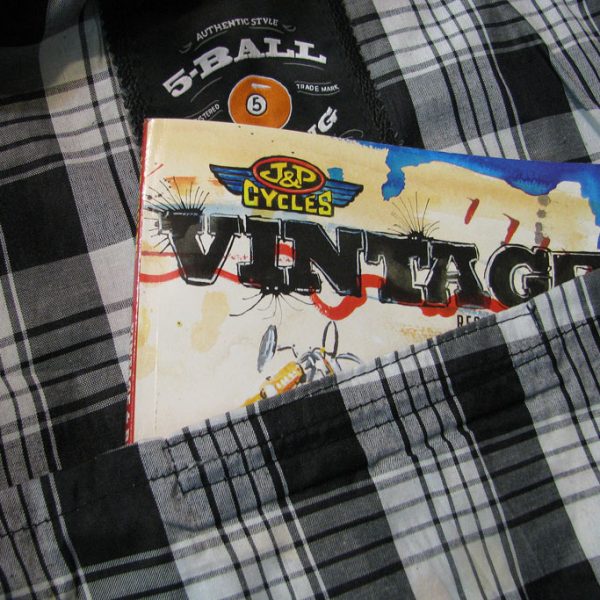 AUTHENTIC STYLE
5-BALL
TRADE MARK
5
J&P
CYCLES
VINTAGE